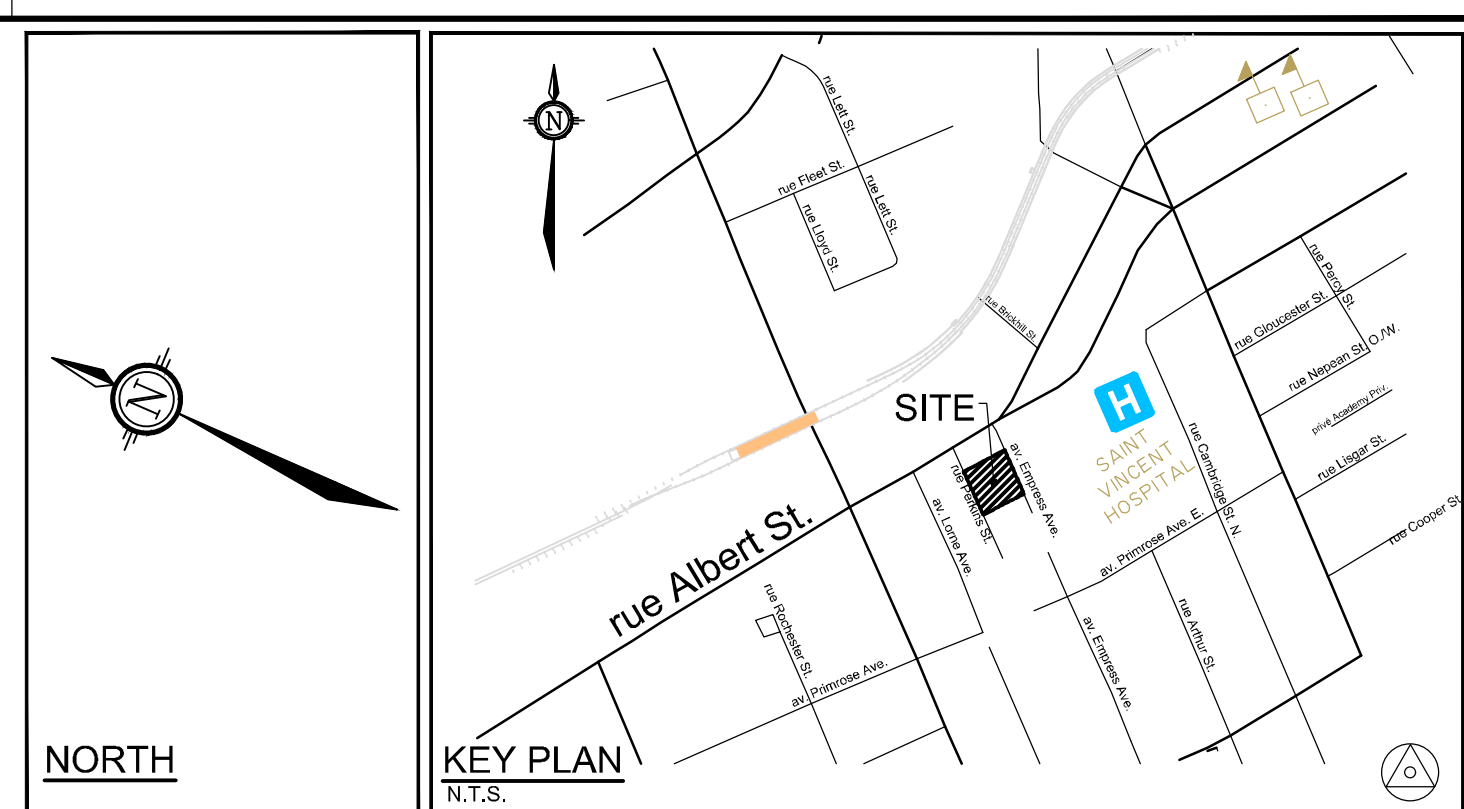 N
NORTH
N
rue Lett St.
rue Fleet St.
rue Lett St.
rue Lloyd St.
rue Brickhill St.
rue Percy St.
rue Gloucester St.
rue Nepean St. O./W.
privé Academy Priv.
rue Lisgar St.
rue Cooper St
H
SAINT
VINCENT
HOSPITAL
rue Cambridge St. N.
SITE
av. Empress Ave.
rue Perkins St.
av. Lorne Ave.
rue Albert St.
av. Primrose Ave. E.
rue Rochester St.
av. Primrose Ave.
av. Empress Ave.
rue Arthur St.
r
KEY PLAN
N.T.S.